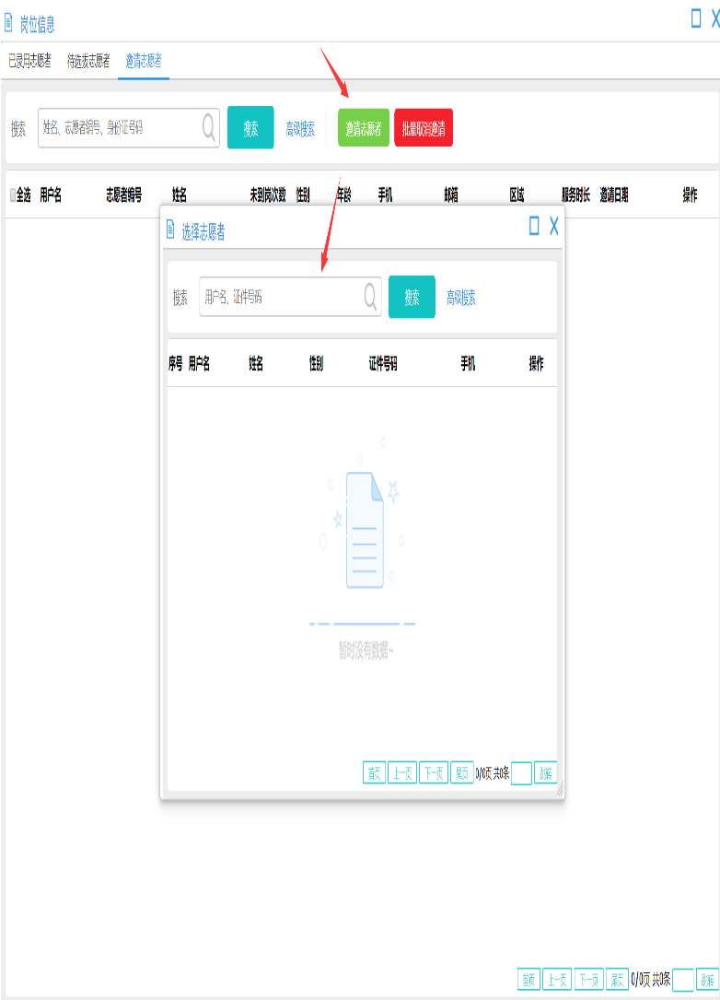 岗位信息
已录用志愿者 待选拨志愿者 邀请志愿者
搜索 姓名、志愿者编号、身份证号码 搜索 高级搜索 邀请志愿者 批量取消邀请
全选 用户名 志愿者编号 姓名 未到岗次数 性别 年龄 手机 邮箱 区域 服务时长 邀请日期 操作
选择志愿者
搜索 用户名、证件号码 搜索 高级搜索
序号 用户名 姓名 性别 证件号码 手机 操作
暂时没有数据~
首页 上一页 下一页 尾页 0/0页 共0条 跳转
首页 上一页 下一页 尾页 0/0页 共0条 跳转